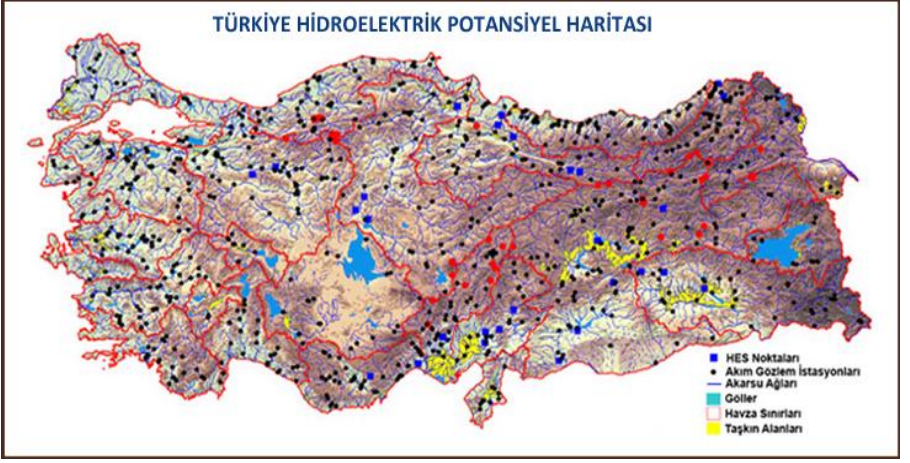 TÜRKİYE HİDROELEKTRİK POTANSİYEL HARİTASI
HES Noktaları
Akım Gözlem İstasyonları
Akarsu Ağları
Göller
Havza Sınırları
Taşkın Alanları